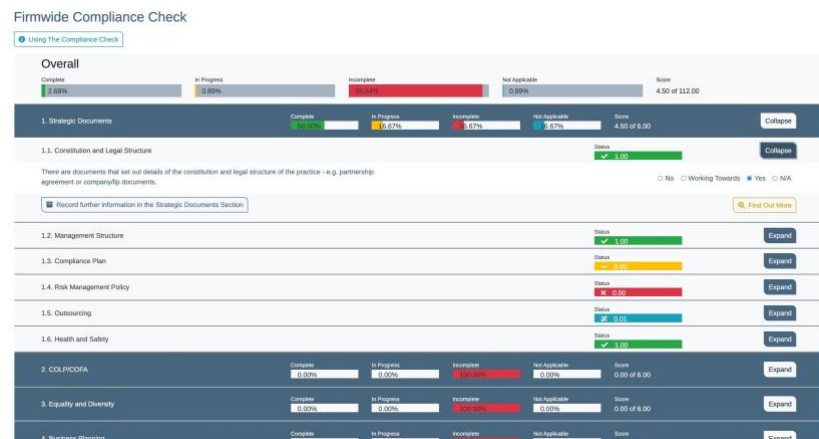 Firmwide Compliance Check
Using The Compliance Check
Overall
Complete In Progress Incomplete Not Applicable Score
2.68% 0.89% 95.54% 0.89% 4.50 of 112.00
Complete In Progress Incomplete Not Applicable Score
1. Strategic Documents 50.00% 16.67% 16.67% 16.67% 4.50 of 6.00 Collapse
Status
1.1. Constitution and Legal Structure 1.00 Collapse
There are documents that set out details of the constitution and legal structure of the practice - e.g. partnership
agreement or company/llp documents.
No Working Towards Yes N/A
Record further information in the Strategic Documents Section Find Out More
Status
1.2. Management Structure 1.00 Expand
Status
1.3. Compliance Plan 0.50 Expand
Status
1.4. Risk Management Policy 0.00 Expand
Status
1.5. Outsourcing 0.01 Expand
Status
1.6. Health and Safety 1.00 Expand
Complete In Progress Incomplete Not Applicable Score
2. COLP/COFA 0.00% 0.00% 100.00% 0.00% 0.00 of 6.00 Expand
Complete In Progress Incomplete Not Applicable Score
3. Equality and Diversity 0.00% 0.00% 100.00% 0.00% 0.00 of 6.00 Expand
Complete In Progress Incomplete Not Applicable Score
4. Business Planning Expand